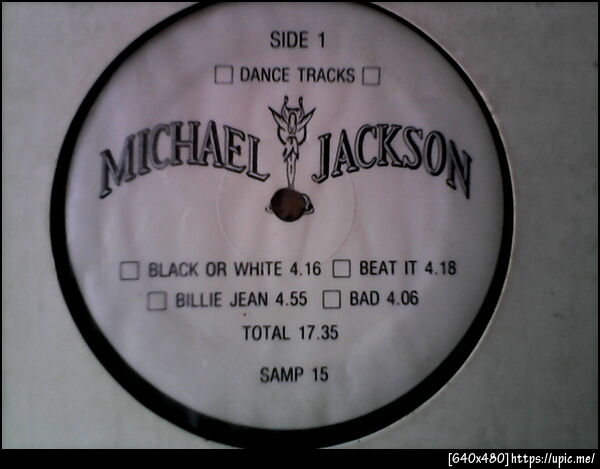 SIDE 1
□ DANCE TRACKS □
MICHAEL JACKSON
□ BLACK OR WHITE 4.16 □ BEAT IT 4.18
□ BILLIE JEAN 4.55 □ BAD 4.06
TOTAL 17.35
SAMP 15
[640x480]https://upic.me/